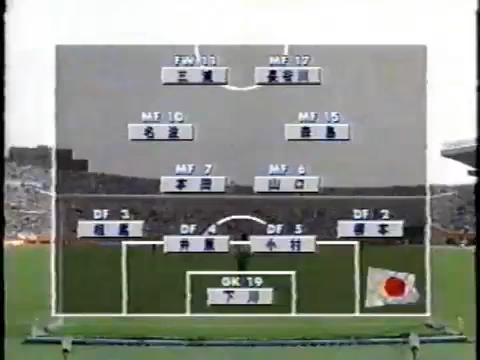 FW 11 MF 17
三浦 長谷川
MF 10 MF 15
名波 森島
MF 7 MF 6
本田 山口
DF 3 DF 2
相馬 柳本
DF 4 DF 5
井原 小村
GK 19
下川